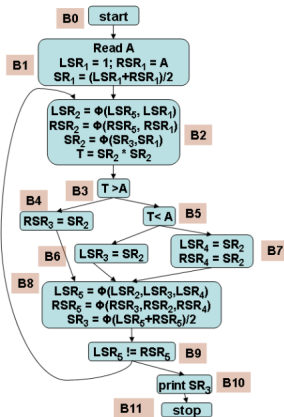 B0
start
B1
Read A
LSR1 = 1; RSR1 = A
SR1 = (LSR1+RSR1)/2
LSR2 = Φ(LSR5, LSR1)
RSR2 = Φ(RSR5, RSR1)
SR2 = Φ(SR3,SR1)
T = SR2 * SR2
B2
B3
T >A
B4
RSR3 = SR2
T< A
B5
B6
LSR3 = SR2
LSR4 = SR2
RSR4 = SR2
B7
B8
LSR5 = Φ(LSR2,LSR3,LSR4)
RSR5 = Φ(RSR3,RSR2,RSR4)
SR3 = Φ(LSR5+RSR5)/2
LSR5 != RSR5
B9
print SR3
B10
B11
stop